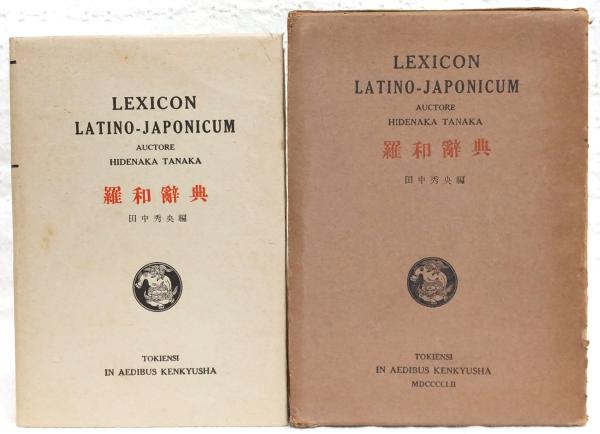 LEXICON
LATINO-JAPONICUM
AUCTORE
HIDENAKA TANAKA
羅和辭典
田中秀央編
TOKIENSI
IN AEDIBUS KENKYUSHA
LEXICON
LATINO-JAPONICUM
AUCTORE
HIDENAKA TANAKA
羅和辭典
田中秀央編
TOKIENSI
IN AEDIBUS KENKYUSHA
MDCCCCLII